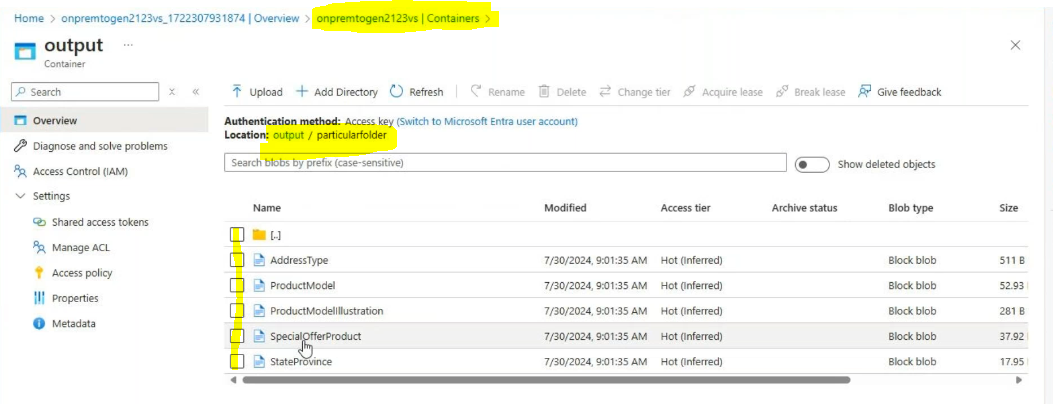 Home > onpremtogen2123vs_1722307931874 | Overview > onpremtogen2123vs | Containers >
output ...
Container
Search
Overview
Diagnose and solve problems
Access Control (IAM)
Settings
Shared access tokens
Manage ACL
Access policy
Properties
Metadata
Upload Add Directory Refresh Rename Delete Change tier Acquire lease Break lease Give feedback
Authentication method: Access key (Switch to Microsoft Entra user account)
Location: output / particularfolder
Search blobs by prefix (case-sensitive)
Show deleted objects
Name Modified Access tier Archive status Blob type Size
[..]
AddressType 7/30/2024, 9:01:35 AM Hot (Inferred) Block blob 511 B
ProductModel 7/30/2024, 9:01:35 AM Hot (Inferred) Block blob 52.93
ProductModelIllustration 7/30/2024, 9:01:35 AM Hot (Inferred) Block blob 281 B
SpecialOfferProduct 7/30/2024, 9:01:35 AM Hot (Inferred) Block blob 37.92
StateProvince 7/30/2024, 9:01:35 AM Hot (Inferred) Block blob 17.95